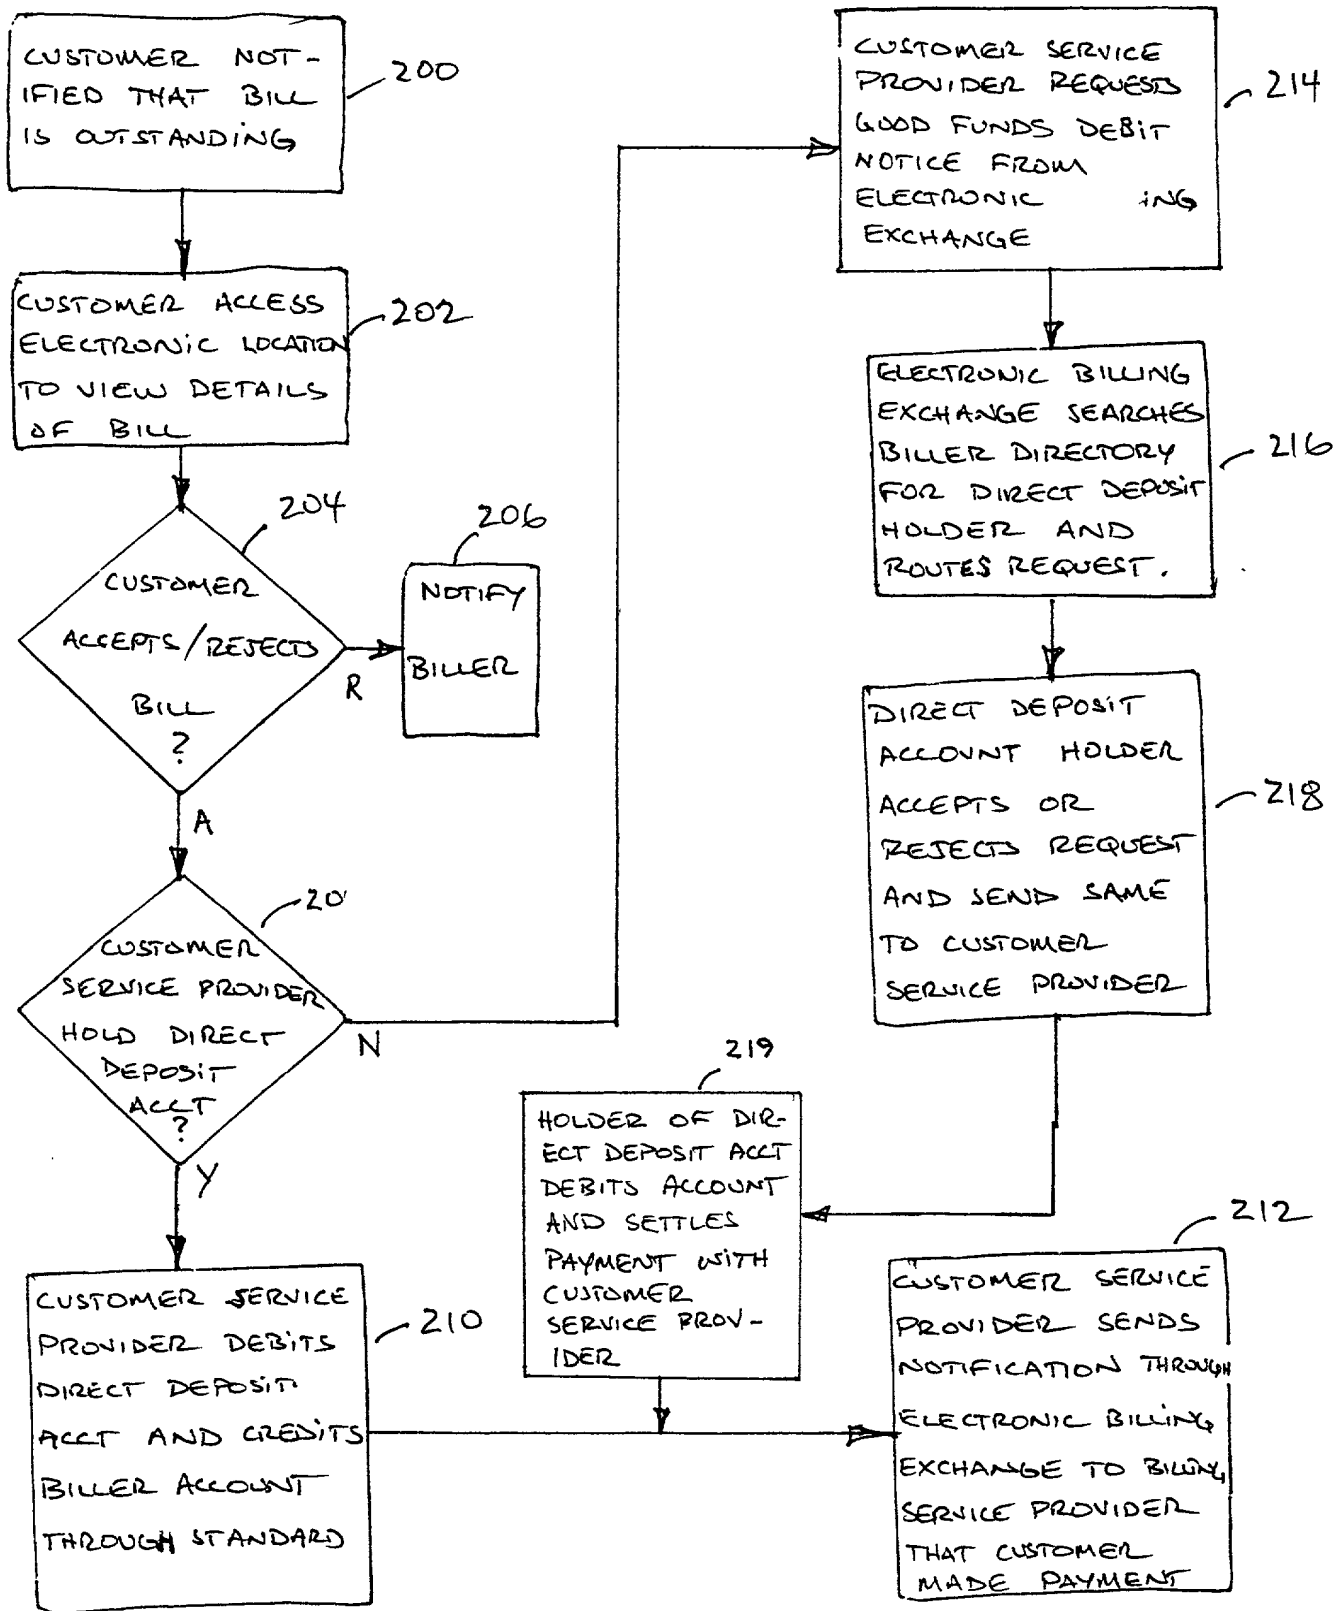 CUSTOMER NOT-
IFIED THAT BILL
IS OUTSTANDING
200
CUSTOMER ACCESS
ELECTRONIC LOCATION
TO VIEW DETAILS
OF BILL
202
204
CUSTOMER
ACCEPTS/REJECTS
BILL
?
R
A
206
NOTIFY
BILLER
20
CUSTOMER
SERVICE PROVIDER
HOLD DIRECT
DEPOSIT
ACCT
?
N
Y
CUSTOMER SERVICE
PROVIDER DEBITS
DIRECT DEPOSIT
ACCT AND CREDITS
BILLER ACCOUNT
THROUGH STANDARD
210
CUSTOMER SERVICE
PROVIDER REQUESTS
GOOD FUNDS DEBIT
NOTICE FROM
ELECTRONIC ING
EXCHANGE
214
ELECTRONIC BILLING
EXCHANGE SEARCHES
BILLER DIRECTORY
FOR DIRECT DEPOSIT
HOLDER AND
ROUTES REQUEST.
216
DIRECT DEPOSIT
ACCOUNT HOLDER
ACCEPTS OR
REJECTS REQUEST
AND SEND SAME
TO CUSTOMER
SERVICE PROVIDER
218
219
HOLDER OF DIR-
ECT DEPOSIT ACCT
DEBITS ACCOUNT
AND SETTLES
PAYMENT WITH
CUSTOMER
SERVICE PROV-
IDER
212
CUSTOMER SERVICE
PROVIDER SENDS
NOTIFICATION THROUGH
ELECTRONIC BILLING
EXCHANGE TO BILLING
SERVICE PROVIDER
THAT CUSTOMER
MADE PAYMENT